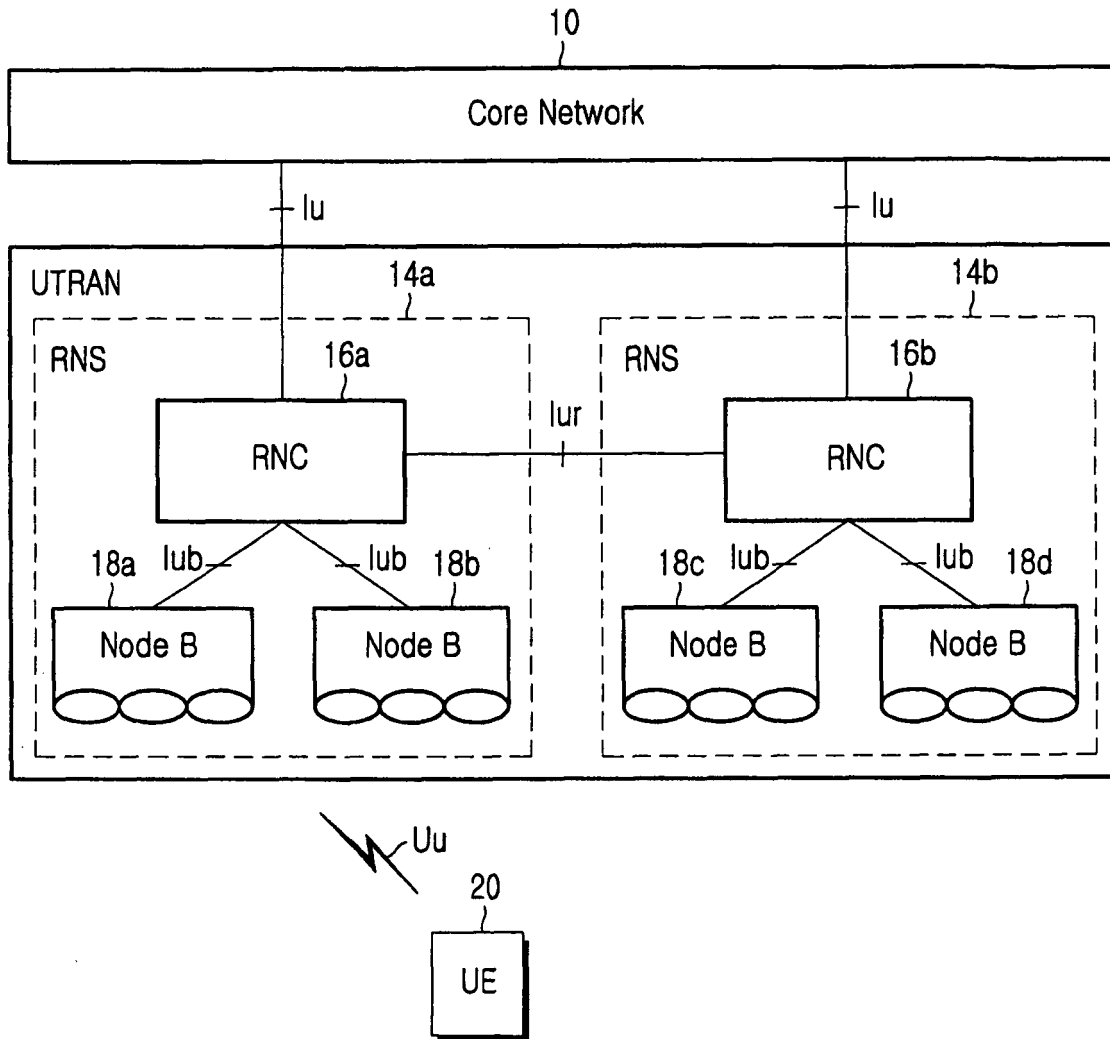 10
Core Network
Iu
Iu
UTRAN
14a
14b
RNS
16a
RNS
16b
Iur
RNC
RNC
18a
Iub
Iub
18b
18c
Iub
Iub
18d
Node B
Node B
Node B
Node B
Uu
20
UE